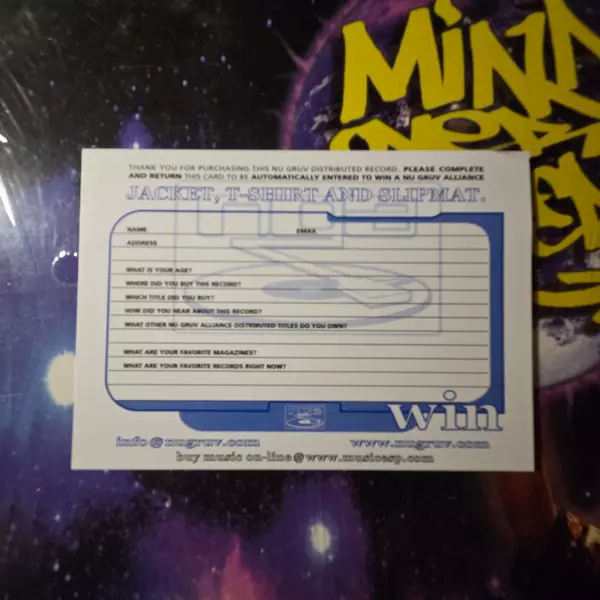 MIND
OVER
THANK YOU FOR PURCHASING THIS NU GRUV DISTRIBUTED RECORD. PLEASE COMPLETE
AND RETURN THIS CARD TO BE AUTOMATICALLY ENTERED TO WIN A NU GRUV ALLIANCE
JACKET, T-SHIRT AND SLIPMAT.
NAME EMAIL
ADDRESS
WHAT IS YOUR AGE?
WHERE DID YOU BUY THIS RECORD?
WHICH TITLE DID YOU BUY?
HOW DID YOU HEAR ABOUT THIS RECORD?
WHAT OTHER NU GRUV ALLIANCE DISTRIBUTED TITLES DO YOU OWN?
WHAT ARE YOUR FAVORITE MAGAZINES?
WHAT ARE YOUR FAVORITE RECORDS RIGHT NOW?
win
info@nugruv.com www.nugruv.com
buy music on-line@www.musicesp.com